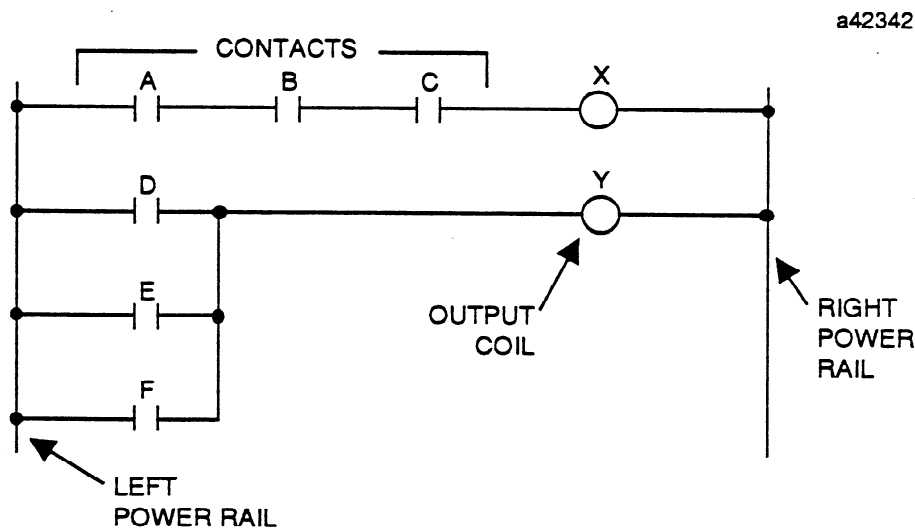 a42342
CONTACTS
A B C X
D Y
E
F
OUTPUT
COIL
RIGHT
POWER
RAIL
LEFT
POWER RAIL